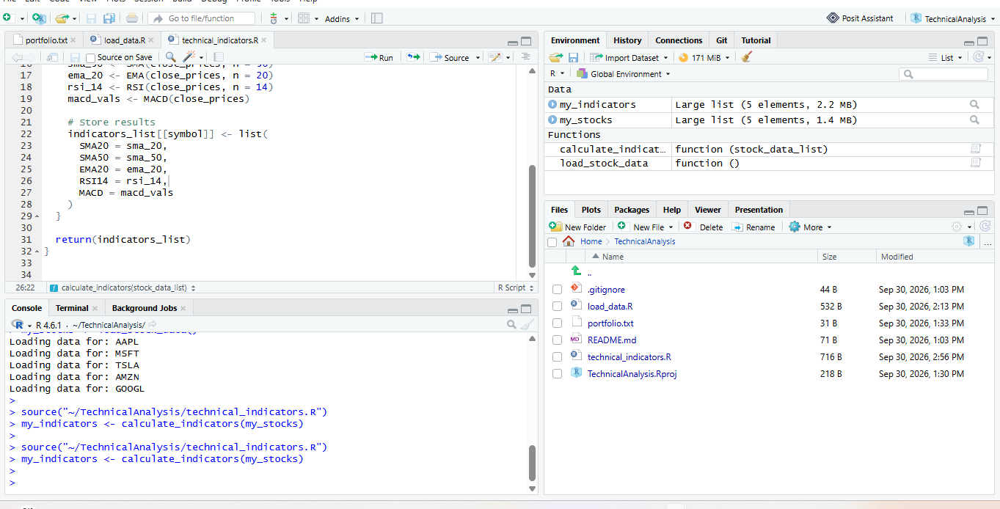 File Edit Code View Plots Session Build Debug Profile Tools Help
Go to file/function
Addins
Posit Assistant
TechnicalAnalysis
portfolio.txt
load_data.R
technical_indicators.R
Source on Save
Run
Source
16 sma_50 <- SMA(close_prices, n = 50)
17 ema_20 <- EMA(close_prices, n = 20)
18 rsi_14 <- RSI(close_prices, n = 14)
19 macd_vals <- MACD(close_prices)
20
21 # Store results
22 indicators_list[[symbol]] <- list(
23 SMA20 = sma_20,
24 SMA50 = sma_50,
25 EMA20 = ema_20,
26 RSI14 = rsi_14,
27 MACD = macd_vals
28 )
29 }
30
31 return(indicators_list)
32 }
33
34
26:22
calculate_indicators(stock_data_list)
R Script
Console
Terminal
Background Jobs
R 4.6.1 · ~/TechnicalAnalysis/
> my_stocks <- load_stock_data()
Loading data for: AAPL
Loading data for: MSFT
Loading data for: TSLA
Loading data for: AMZN
Loading data for: GOOGL
>
> source("~/TechnicalAnalysis/technical_indicators.R")
> my_indicators <- calculate_indicators(my_stocks)
>
> source("~/TechnicalAnalysis/technical_indicators.R")
> my_indicators <- calculate_indicators(my_stocks)
>
>
Environment
History
Connections
Git
Tutorial
Import Dataset
171 MiB
List
R
Global Environment
Data
my_indicators Large list (5 elements, 2.2 MB)
my_stocks Large list (5 elements, 1.4 MB)
Functions
calculate_indicat… function (stock_data_list)
load_stock_data function ()
Files
Plots
Packages
Help
Viewer
Presentation
New Folder
New File
Delete
Rename
More
Home
TechnicalAnalysis
...
Name Size Modified
..
.gitignore 44 B Sep 30, 2026, 1:03 PM
load_data.R 532 B Sep 30, 2026, 2:13 PM
portfolio.txt 31 B Sep 30, 2026, 1:33 PM
README.md 71 B Sep 30, 2026, 1:03 PM
technical_indicators.R 716 B Sep 30, 2026, 2:56 PM
TechnicalAnalysis.Rproj 218 B Sep 30, 2026, 1:30 PM